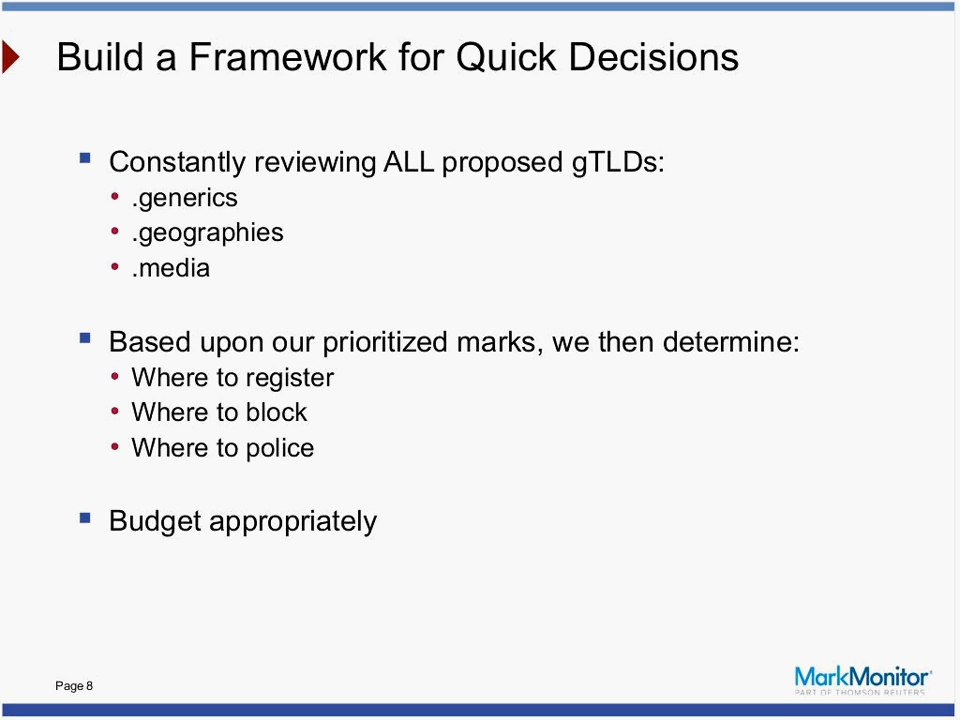 Build a Framework for Quick Decisions
Constantly reviewing ALL proposed gTLDs:
.generics
.geographies
.media
Based upon our prioritized marks, we then determine:
Where to register
Where to block
Where to police
Budget appropriately
Page 8
MarkMonitor
PART OF THOMSON REUTERS